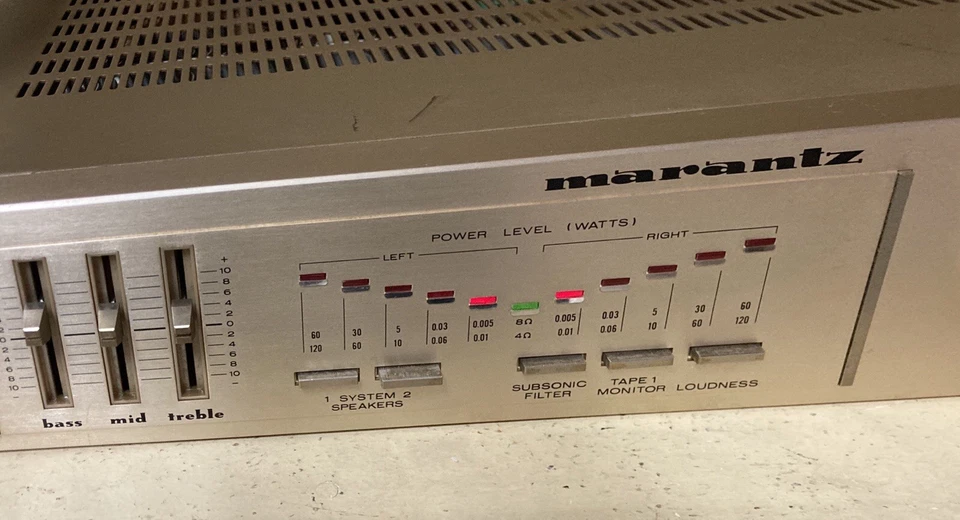 marantz
POWER LEVEL (WATTS)
LEFT
RIGHT
60 30 5 0.03 0.005 8Ω 0.005 0.03 5 30 60
120 60 10 0.06 0.01 4Ω 0.01 0.06 10 60 120
+
10
8
6
4
2
0
2
4
6
8
10
-
bass mid treble
1 SYSTEM 2
SPEAKERS
SUBSONIC
FILTER
TAPE 1
MONITOR
LOUDNESS